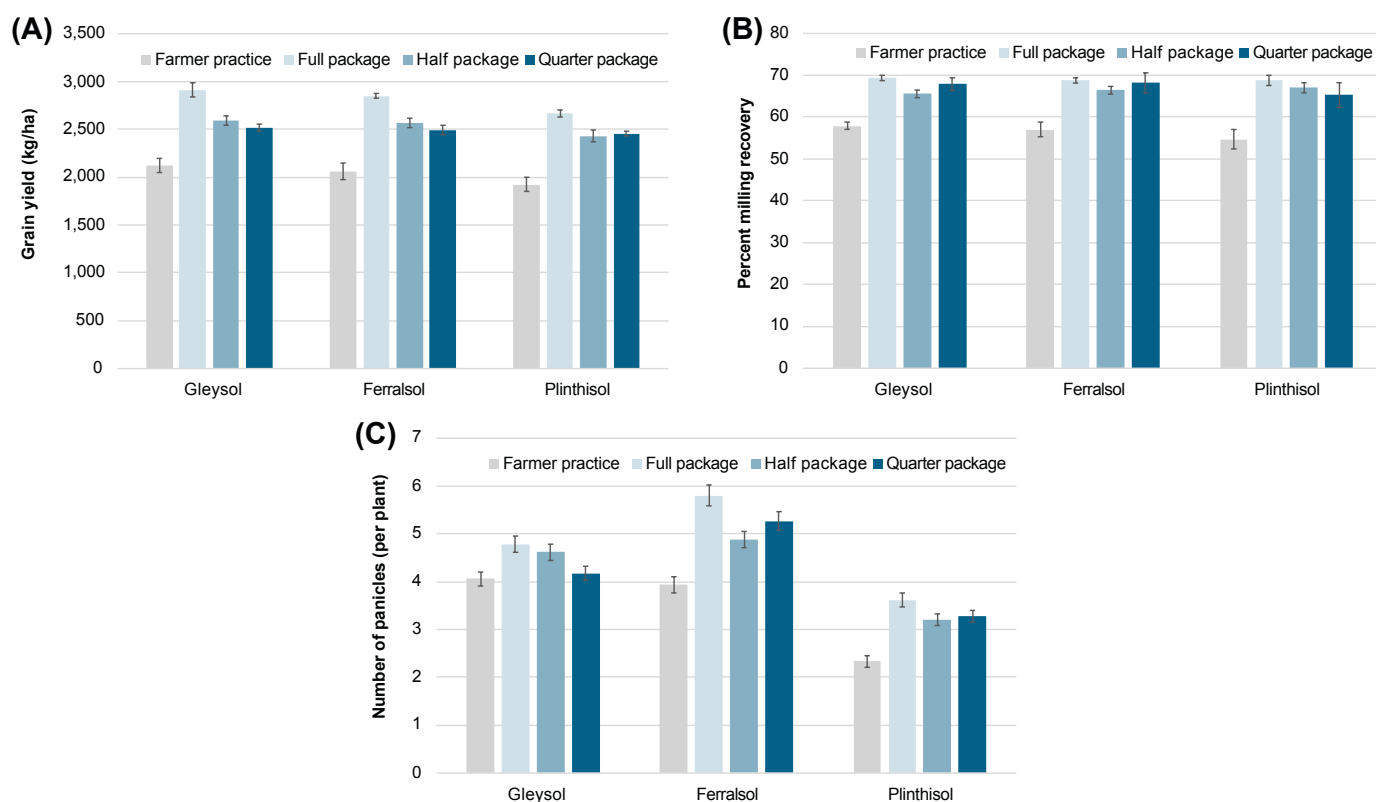 (A)
Grain yield (kg/ha)
3,500
3,000
2,500
2,000
1,500
1,000
500
0
Farmer practice Full package Half package Quarter package
Gleysol Ferralsol Plinthisol
(B)
Percent milling recovery
80
70
60
50
40
30
20
10
0
Farmer practice Full package Half package Quarter package
Gleysol Ferralsol Plinthisol
(C)
Number of panicles (per plant)
7
6
5
4
3
2
1
0
Farmer practice Full package Half package Quarter package
Gleysol Ferralsol Plinthisol